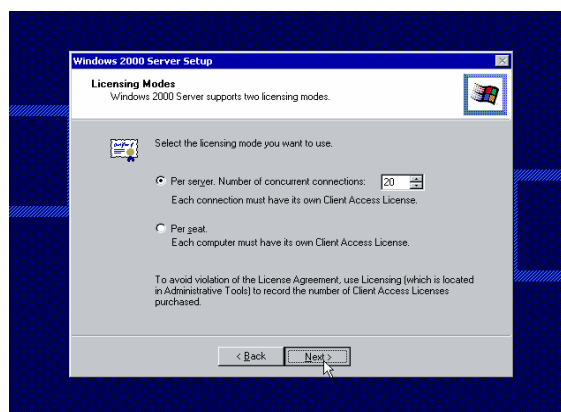 Windows 2000 Server Setup
Licensing Modes
Windows 2000 Server supports two licensing modes.
Select the licensing mode you want to use.
Per server. Number of concurrent connections: 20
Each connection must have its own Client Access License.
Per seat.
Each computer must have its own Client Access License.
To avoid violation of the License Agreement, use Licensing (which is located
in Administrative Tools) to record the number of Client Access Licenses
purchased.
< Back Next >